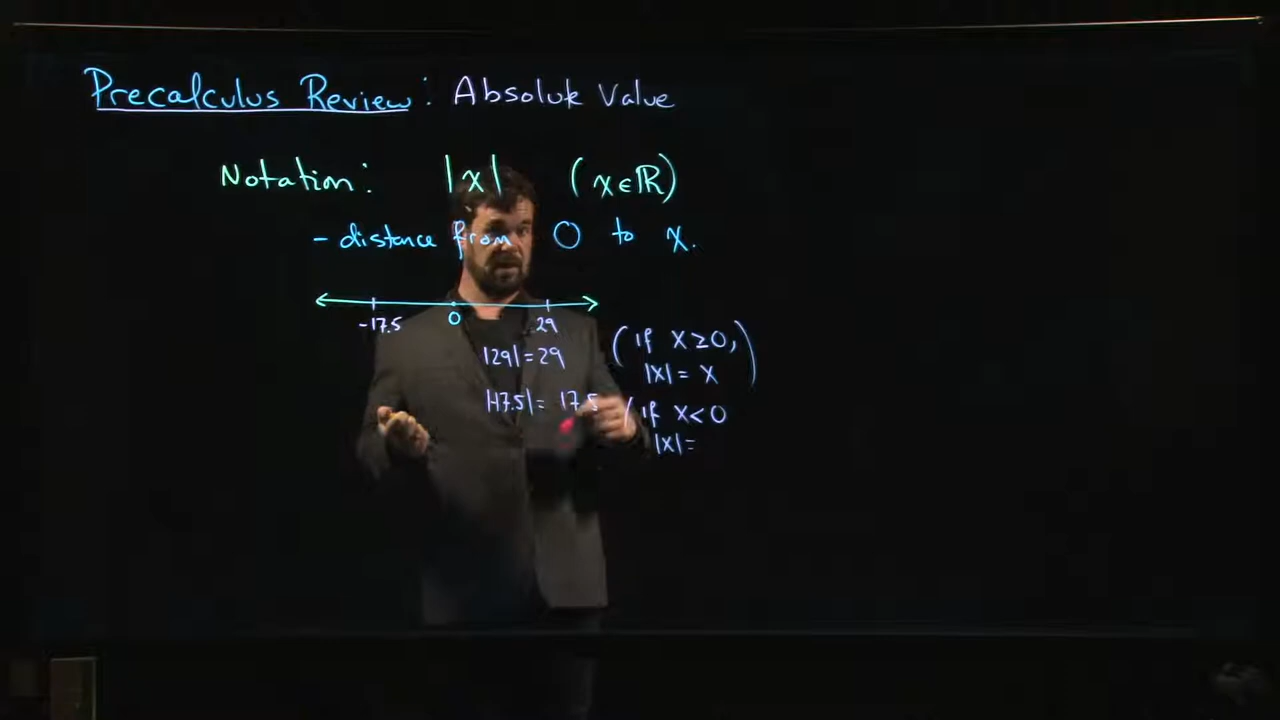 Precalculus Review: Absolute Value
Notation: |x| (x∈ℝ)
- distance from 0 to x.
-17.5 0 29
|29|=29 (if x≥0,
|x|= x)
|-17.5|= 17.5 (if x<0
|x|=